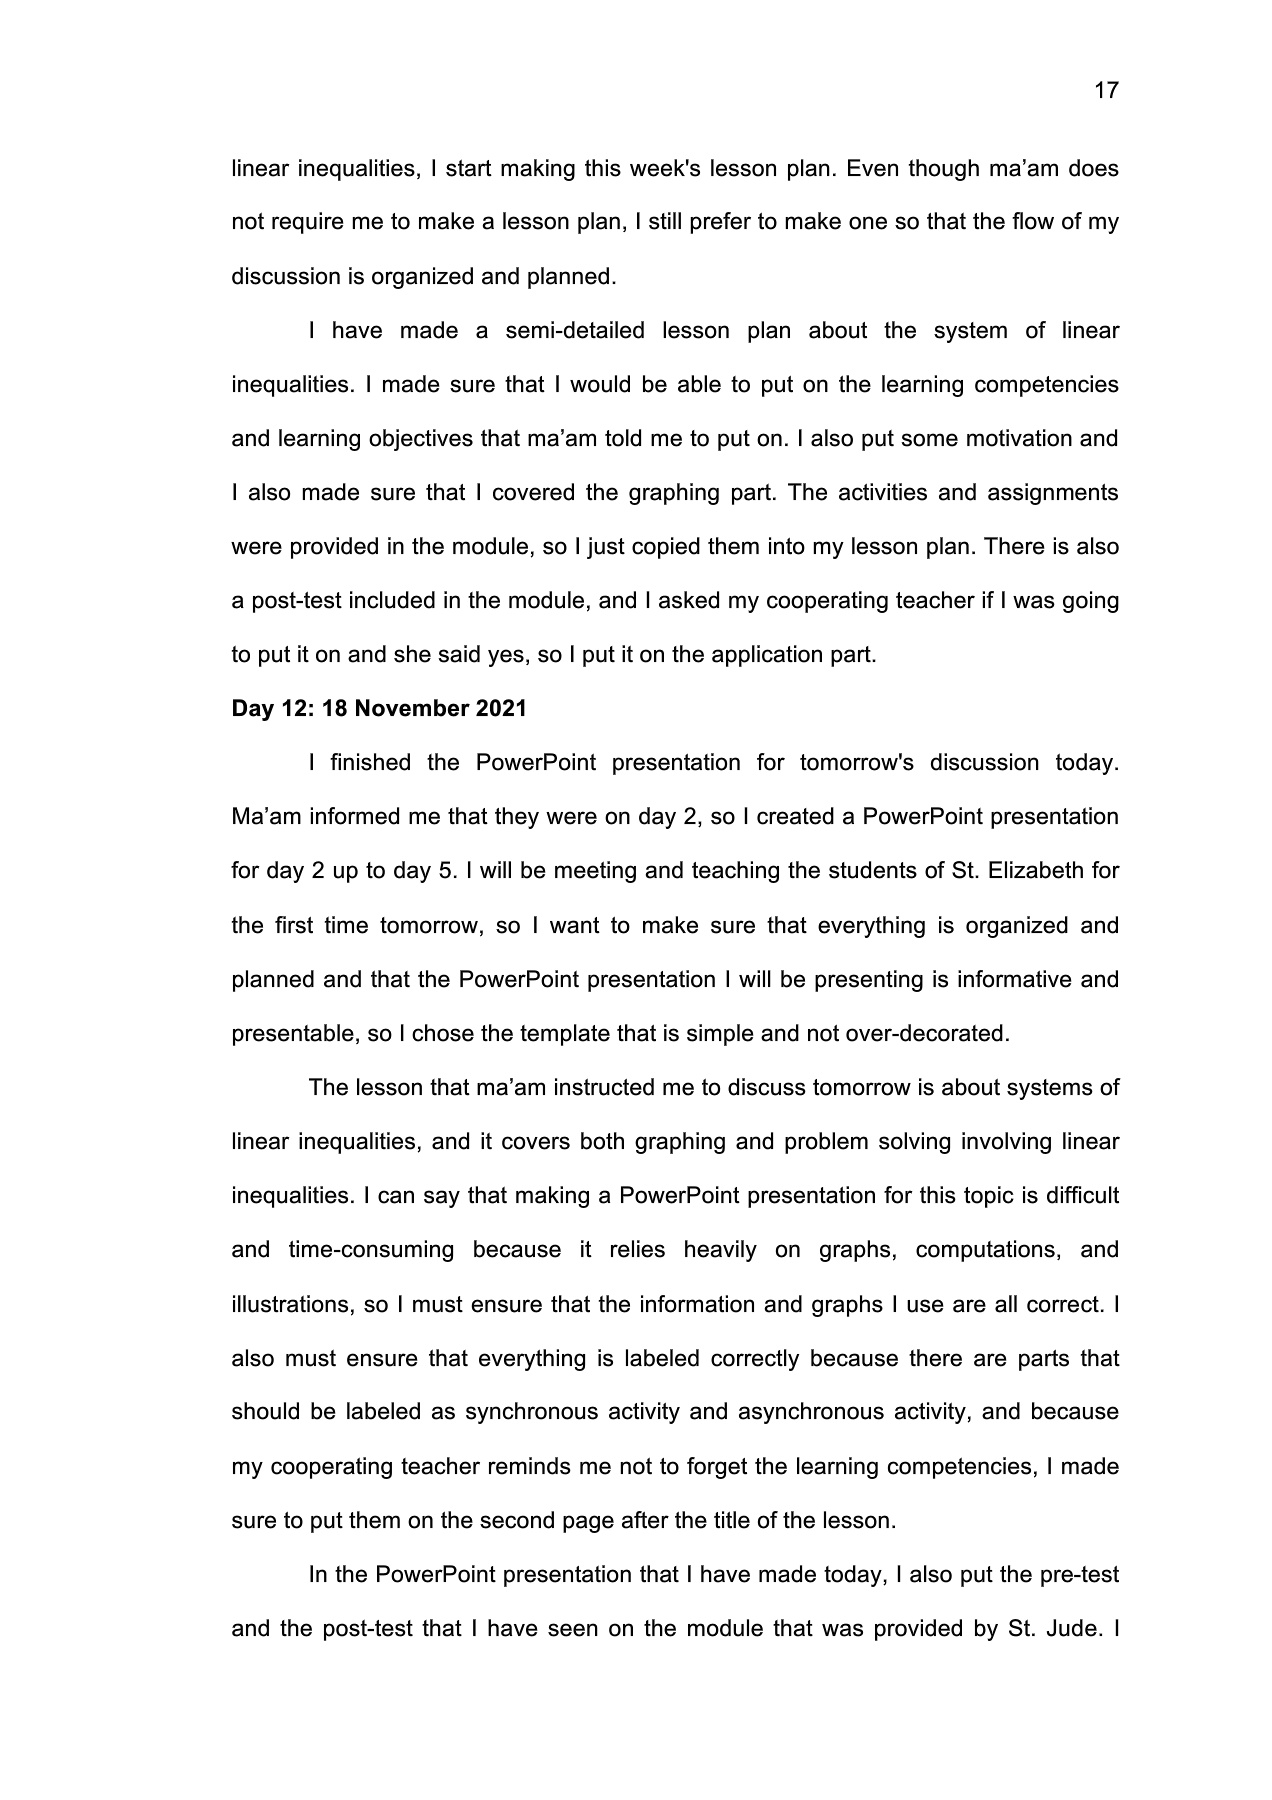 17
linear inequalities, I start making this week's lesson plan. Even though ma’am does
not require me to make a lesson plan, I still prefer to make one so that the flow of my
discussion is organized and planned.
I have made a semi-detailed lesson plan about the system of linear
inequalities. I made sure that I would be able to put on the learning competencies
and learning objectives that ma’am told me to put on. I also put some motivation and
I also made sure that I covered the graphing part. The activities and assignments
were provided in the module, so I just copied them into my lesson plan. There is also
a post-test included in the module, and I asked my cooperating teacher if I was going
to put it on and she said yes, so I put it on the application part.
Day 12: 18 November 2021
I finished the PowerPoint presentation for tomorrow's discussion today.
Ma’am informed me that they were on day 2, so I created a PowerPoint presentation
for day 2 up to day 5. I will be meeting and teaching the students of St. Elizabeth for
the first time tomorrow, so I want to make sure that everything is organized and
planned and that the PowerPoint presentation I will be presenting is informative and
presentable, so I chose the template that is simple and not over-decorated.
The lesson that ma’am instructed me to discuss tomorrow is about systems of
linear inequalities, and it covers both graphing and problem solving involving linear
inequalities. I can say that making a PowerPoint presentation for this topic is difficult
and time-consuming because it relies heavily on graphs, computations, and
illustrations, so I must ensure that the information and graphs I use are all correct. I
also must ensure that everything is labeled correctly because there are parts that
should be labeled as synchronous activity and asynchronous activity, and because
my cooperating teacher reminds me not to forget the learning competencies, I made
sure to put them on the second page after the title of the lesson.
In the PowerPoint presentation that I have made today, I also put the pre-test
and the post-test that I have seen on the module that was provided by St. Jude. I